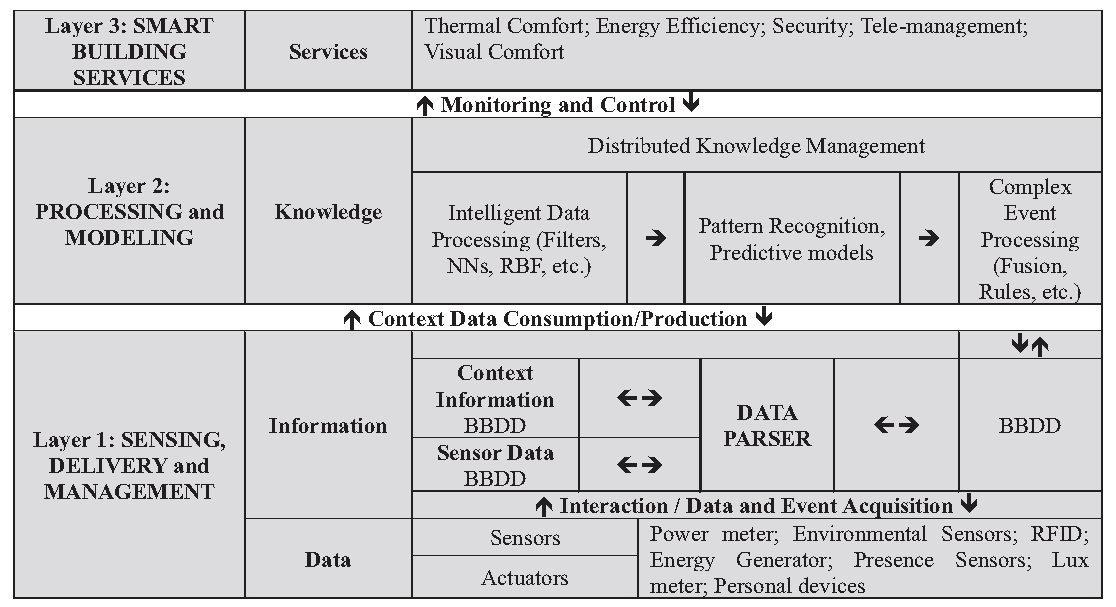 Layer 3: SMART
BUILDING
SERVICES
Services
Thermal Comfort; Energy Efficiency; Security; Tele-management;
Visual Comfort
↑ Monitoring and Control ↓
Layer 2:
PROCESSING and
MODELING
Knowledge
Distributed Knowledge Management
Intelligent Data
Processing (Filters,
NNs, RBF, etc.)
→
Pattern Recognition,
Predictive models
→
Complex
Event
Processing
(Fusion,
Rules, etc.)
↑ Context Data Consumption/Production ↓
Layer 1: SENSING,
DELIVERY and
MANAGEMENT
Information
↓↑
Context
Information
BBDD
←→
Sensor Data
BBDD
←→
DATA
PARSER
←→
BBDD
↑ Interaction / Data and Event Acquisition ↓
Data
Sensors
Actuators
Power meter; Environmental Sensors; RFID;
Energy Generator; Presence Sensors; Lux
meter; Personal devices